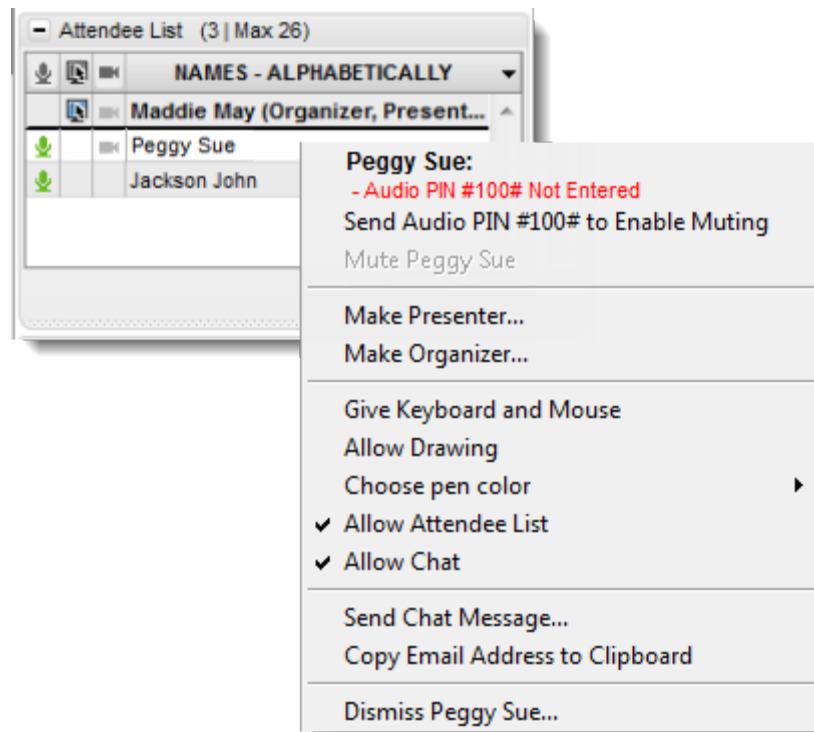 Attendee List (3 | Max 26)
NAMES - ALPHABETICALLY
Maddie May (Organizer, Present...
Peggy Sue
Jackson John
Peggy Sue:
- Audio PIN #100# Not Entered
Send Audio PIN #100# to Enable Muting
Mute Peggy Sue
Make Presenter...
Make Organizer...
Give Keyboard and Mouse
Allow Drawing
Choose pen color
Allow Attendee List
Allow Chat
Send Chat Message...
Copy Email Address to Clipboard
Dismiss Peggy Sue...